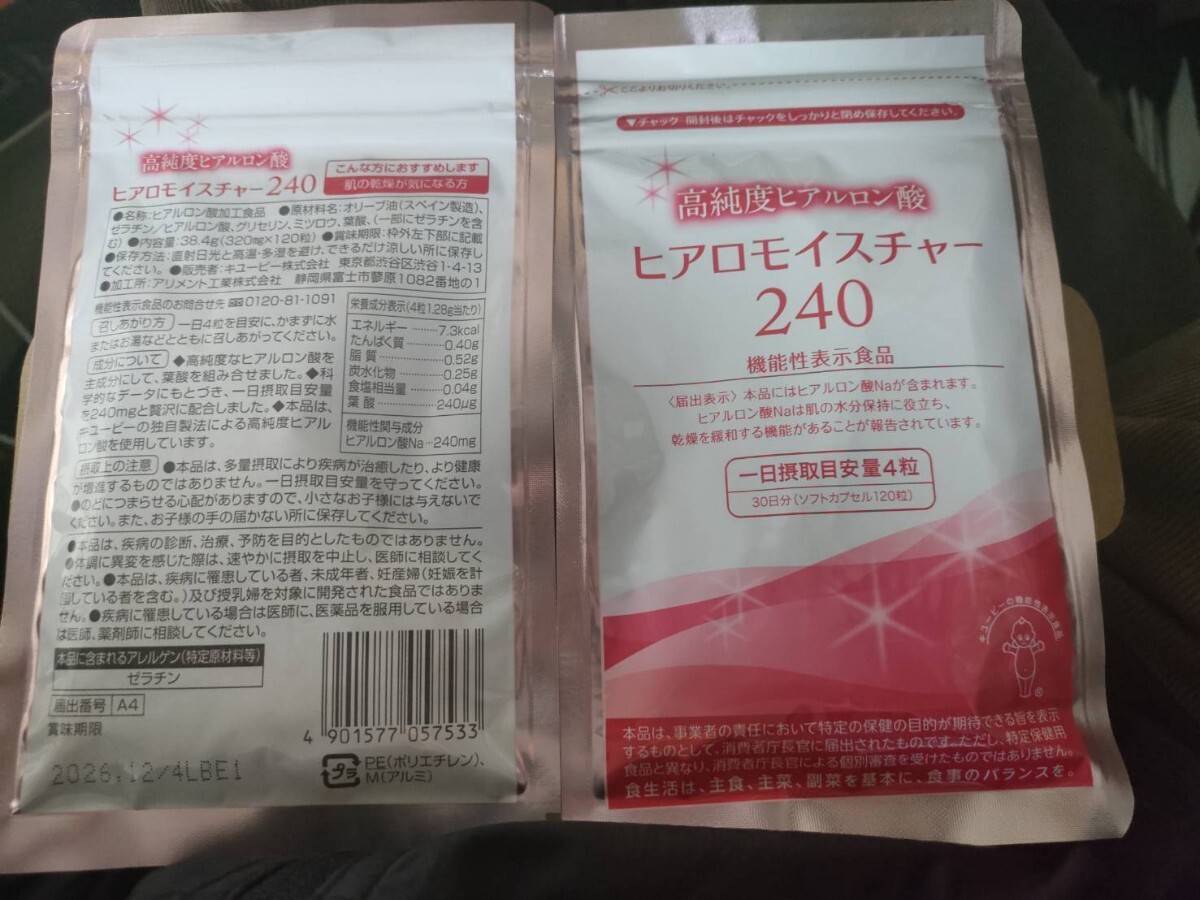 高純度ヒアルロン酸
ヒアロモイスチャー240
こんな方におすすめします
肌の乾燥が気になる方
●名称:ヒアルロン酸加工食品 ●原材料名:オリーブ油(スペイン製造)、
ゼラチン/ヒアルロン酸、グリセリン、ミツロウ、葉酸、(一部にゼラチンを含
む) ●内容量:38.4g(320mg×120粒) ●賞味期限:枠外左下部に記載
●保存方法:直射日光と高温・多湿を避け、できるだけ涼しい所に保存し
てください。 ●販売者:キユーピー株式会社 東京都渋谷区渋谷1-4-13
●加工所:アリメント工業株式会社 静岡県富士市蓼原1082番地の1
機能性表示食品のお問合せ先 0120-81-1091
召しあがり方 一日4粒を目安に、かまずに水
またはお湯などとともに召しあがってください。
成分について ◆高純度なヒアルロン酸を
主成分にして、葉酸を組み合せました。◆科
学的なデータにもとづき、一日摂取目安量
を240mgと贅沢に配合しました。◆本品は、
キユーピーの独自製法による高純度ヒアル
ロン酸を使用しています。
栄養成分表示(4粒1.28g当たり)
エネルギー………7.3kcal
たんぱく質………0.40g
脂質………0.52g
炭水化物………0.25g
食塩相当量………0.04g
葉酸………240μg
機能性関与成分
ヒアルロン酸Na…240mg
摂取上の注意 ●本品は、多量摂取により疾病が治癒したり、より健康
が増進するものではありません。一日摂取目安量を守ってください。
●のどにつまらせる心配がありますので、小さなお子様には与えないで
ください。また、お子様の手の届かない所に保存してください。
●本品は、疾病の診断、治療、予防を目的としたものではありません。
●体調に異変を感じた際は、速やかに摂取を中止し、医師に相談してく
ださい。●本品は、疾病に罹患している者、未成年者、妊産婦(妊娠を計
画している者を含む。)及び授乳婦を対象に開発された食品ではありま
せん。●疾病に罹患している場合は医師に、医薬品を服用している場合
は医師、薬剤師に相談してください。
本品に含まれるアレルゲン(特定原材料等)
ゼラチン
届出番号 A4
賞味期限
2026.12/4LBE1
4 901577 057533
プラ
PE(ポリエチレン)、
M(アルミ)
ここよりお切りください。
▼チャック 開封後はチャックをしっかりと閉め保存してください。
高純度ヒアルロン酸
ヒアロモイスチャー
240
機能性表示食品
〈届出表示〉本品にはヒアルロン酸Naが含まれます。
ヒアルロン酸Naは肌の水分保持に役立ち、
乾燥を緩和する機能があることが報告されています。
一日摂取目安量4粒
30日分(ソフトカプセル120粒)
キユーピーの機能性表示食品
®
本品は、事業者の責任において特定の保健の目的が期待できる旨を表示
するものとして、消費者庁長官に届出されたものです。ただし、特定保健用
食品と異なり、消費者庁長官による個別審査を受けたものではありません。
食生活は、主食、主菜、副菜を基本に、食事のバランスを。